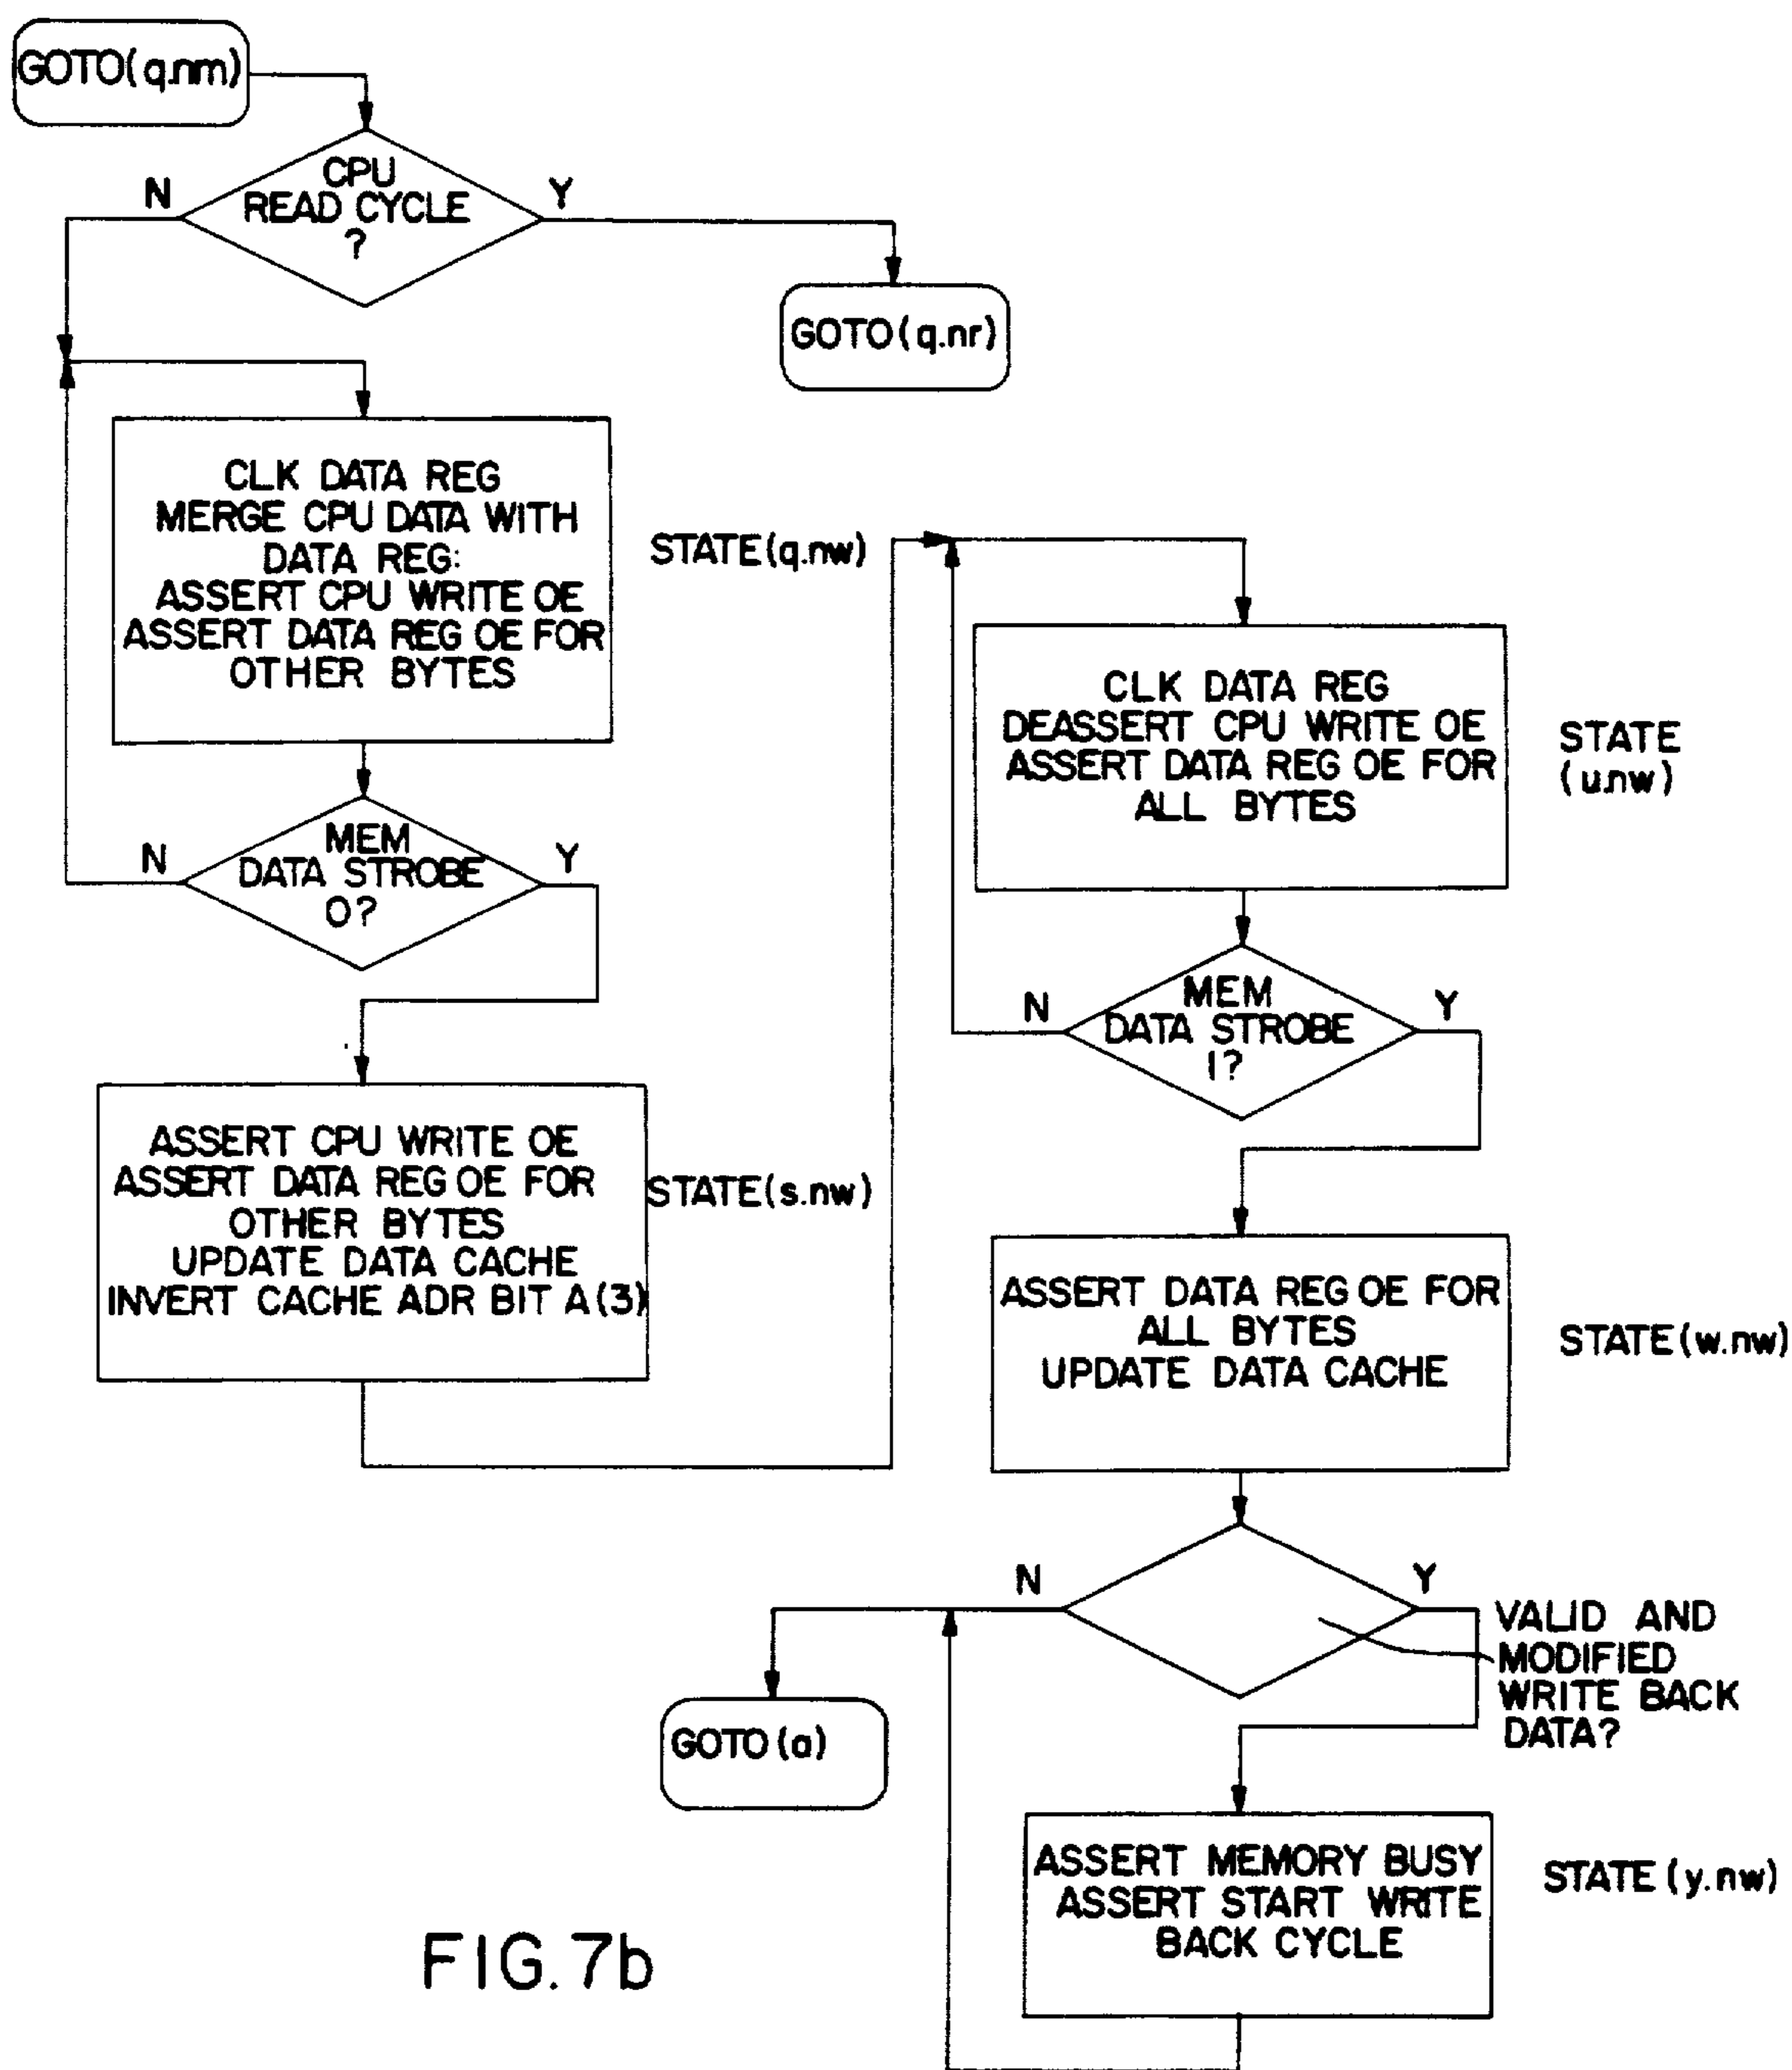 GOTO(q.nm)
CPU
READ CYCLE
?
N
Y
GOTO(q.nr)
CLK DATA REG
MERGE CPU DATA WITH
DATA REG:
ASSERT CPU WRITE OE
ASSERT DATA REG OE FOR
OTHER BYTES
STATE(q.nw)
MEM
DATA STROBE
0?
N
Y
ASSERT CPU WRITE OE
ASSERT DATA REG OE FOR
OTHER BYTES
UPDATE DATA CACHE
INVERT CACHE ADR BIT A(3)
STATE(s.nw)
CLK DATA REG
DEASSERT CPU WRITE OE
ASSERT DATA REG OE FOR
ALL BYTES
STATE
(u.nw)
MEM
DATA STROBE
1?
N
Y
ASSERT DATA REG OE FOR
ALL BYTES
UPDATE DATA CACHE
STATE(w.nw)
N
Y
VALID AND
MODIFIED
WRITE BACK
DATA?
GOTO(a)
ASSERT MEMORY BUSY
ASSERT START WRITE
BACK CYCLE
STATE(y.nw)
FIG. 7b